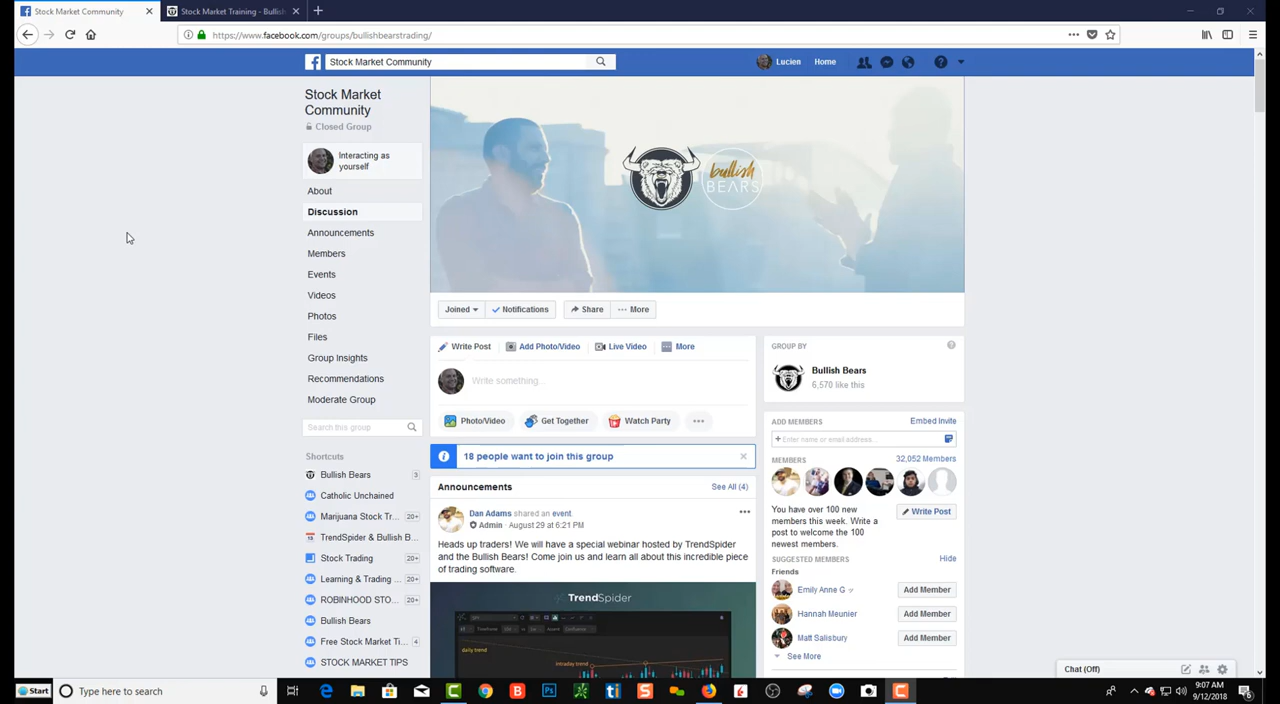 Stock Market Community
Stock Market Training - Bullish
https://www.facebook.com/groups/bullishbearstrading/
Stock Market Community
Lucien
Home
Stock Market
Community
Closed Group
Interacting as
yourself
About
Discussion
Announcements
Members
Events
Videos
Photos
Files
Group Insights
Recommendations
Moderate Group
Search this group
Shortcuts
Bullish Bears 3
Catholic Unchained
Marijuana Stock Tr... 20+
TrendSpider & Bullish B...
Stock Trading 20+
Learning & Trading ... 20+
ROBINHOOD STO... 20+
Bullish Bears
Free Stock Market Ti... 4
STOCK MARKET TIPS
bullish
BEARS
Joined
Notifications
Share
More
Write Post
Add Photo/Video
Live Video
More
Write something...
Photo/Video
Get Together
Watch Party
18 people want to join this group
Announcements
See All (4)
Dan Adams shared an event.
Admin · August 29 at 6:21 PM
Heads up traders! We will have a special webinar hosted by TrendSpider
and the Bullish Bears! Come join us and learn all about this incredible piece
of trading software.
TrendSpider
daily trend
intraday trend
GROUP BY
Bullish Bears
6,570 like this
ADD MEMBERS
Embed Invite
Enter name or email address...
MEMBERS
32,052 Members
You have over 100 new
members this week. Write a
post to welcome the 100
newest members.
Write Post
SUGGESTED MEMBERS
Hide
Friends
Emily Anne G
Add Member
Hannah Meunier
Add Member
Matt Salisbury
Add Member
See More
Chat (Off)
Start
Type here to search
9:07 AM
9/12/2018